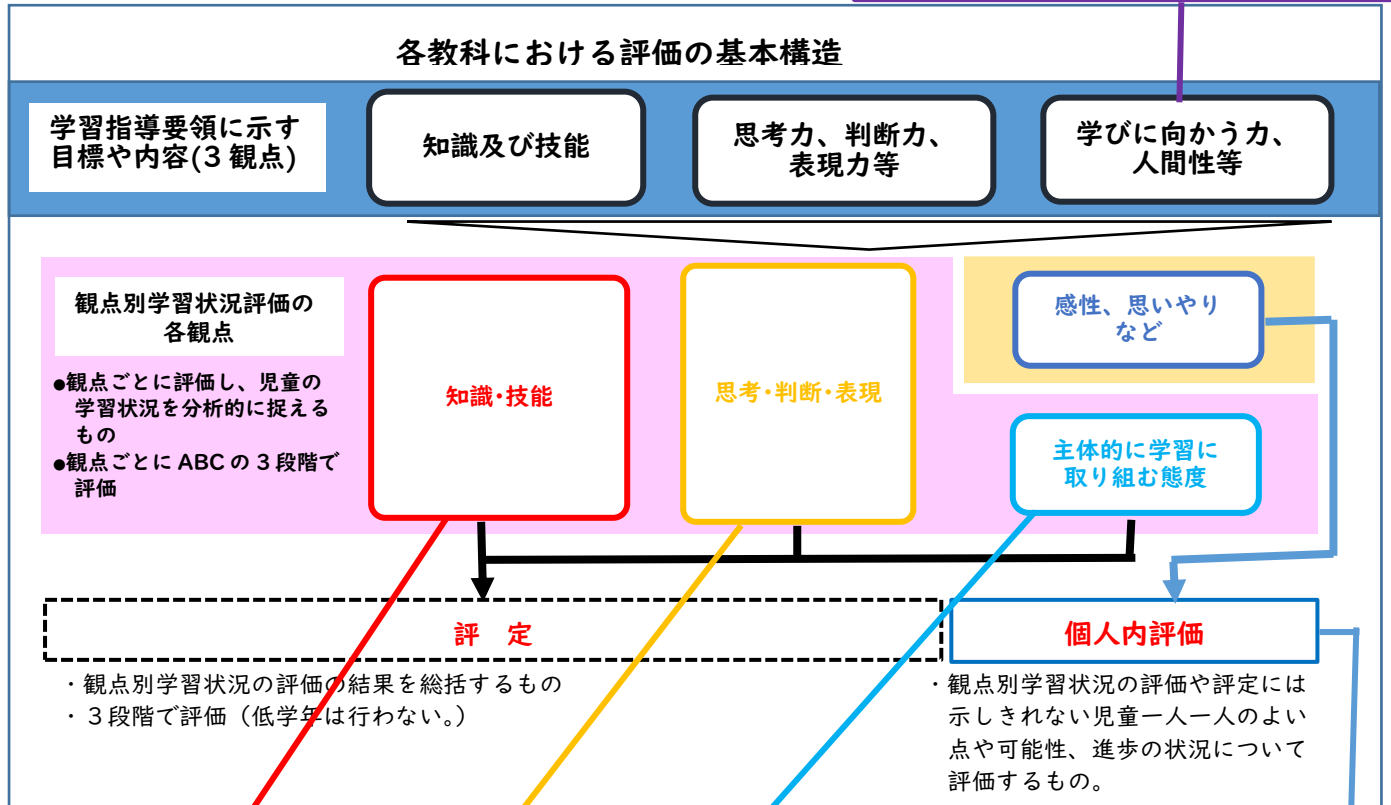 各教科における評価の基本構造
学習指導要領に示す
目標や内容(3観点)
知識及び技能
思考力、判断力、
表現力等
学びに向かう力、
人間性等
観点別学習状況評価の
各観点
●観点ごとに評価し、児童の
学習状況を分析的に捉える
もの
●観点ごとに ABC の3段階で
評価
知識・技能
思考・判断・表現
感性、思いやり
など
主体的に学習に
取り組む態度
評 定
・観点別学習状況の評価の結果を総括するもの
・3段階で評価（低学年は行わない。）
個人内評価
・観点別学習状況の評価や評定には
示しきれない児童一人一人のよい
点や可能性、進歩の状況について
評価するもの。